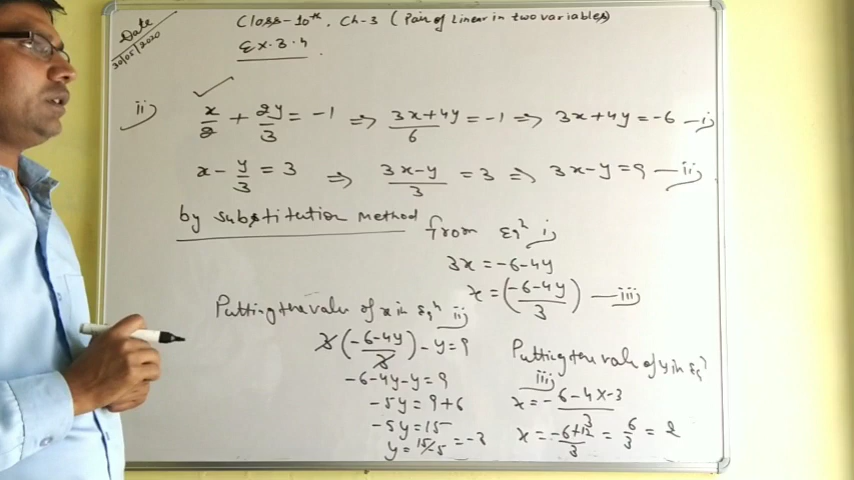 Date
30/05/2020
Class-10th. Ch-3 (Pair of Linear in two variables)
Ex.3.4
ii) x/2 + 2y/3 = -1 ⇒ (3x+4y)/6 = -1 ⇒ 3x+4y = -6 — i)
x - y/3 = 3 ⇒ (3x-y)/3 = 3 ⇒ 3x-y = 9 — ii)
by substitution Method
from Eqn i)
3x = -6-4y
x = (-6-4y/3) — iii)
Putting the value of x in Eqn ii)
3(-6-4y/3) - y = 9
-6-4y-y = 9
-5y = 9+6
-5y = 15
y = 15/-5 = -3
Putting the value of y in Eqn
iii)
x = (-6-4x-3)/3
x = (-6+12)/3 = 6/3 = 2